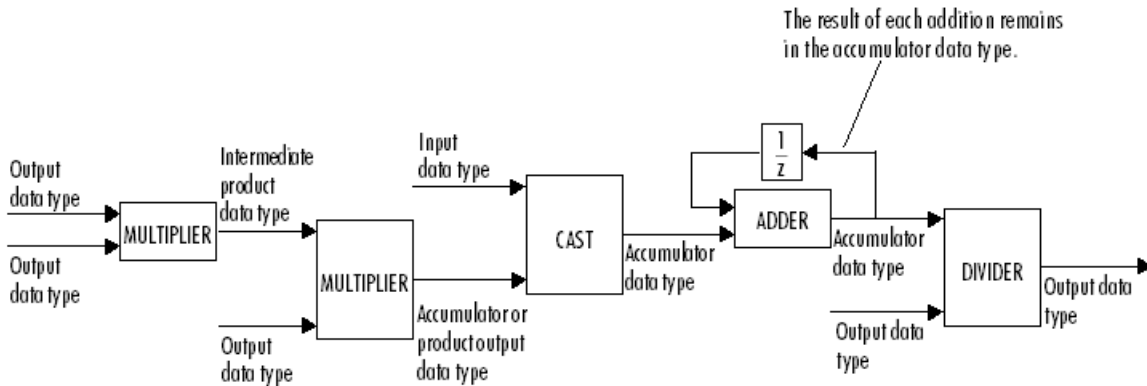 The result of each addition remains
in the accumulator data type.
1
z
Output
data type
Intermediate
product
data type
Input
data type
MULTIPLIER
Output
data type
MULTIPLIER
Output
data type
Accumulator or
product output
data type
CAST
Accumulator
data type
ADDER
Accumulator
data type
Output data
type
DIVIDER
Output data
type